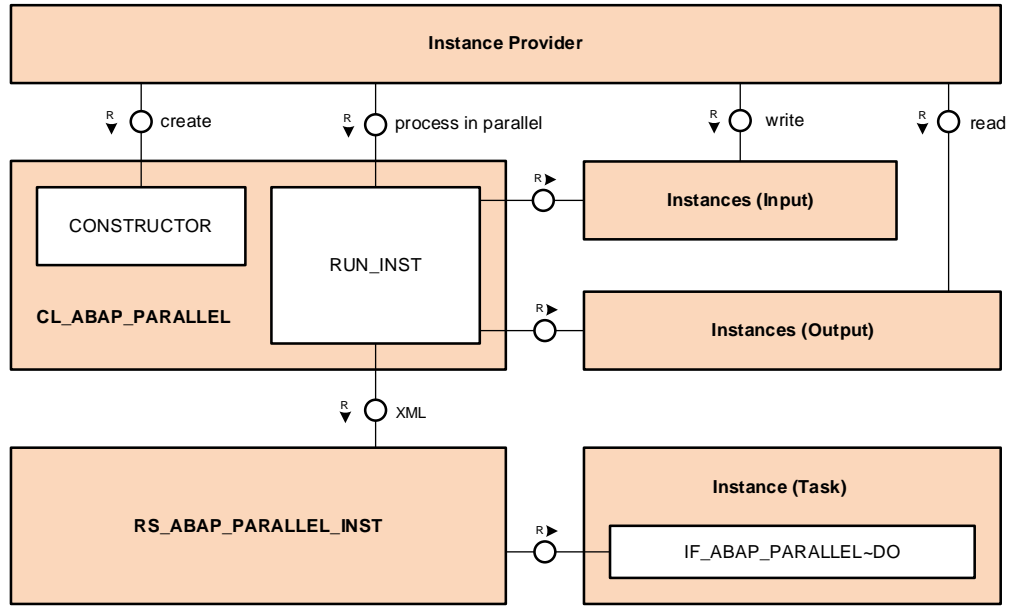 Instance Provider
R
create
R
process in parallel
R
write
R
read
CONSTRUCTOR
RUN_INST
CL_ABAP_PARALLEL
R
Instances (Input)
R
Instances (Output)
R
XML
RS_ABAP_PARALLEL_INST
R
Instance (Task)
IF_ABAP_PARALLEL~DO